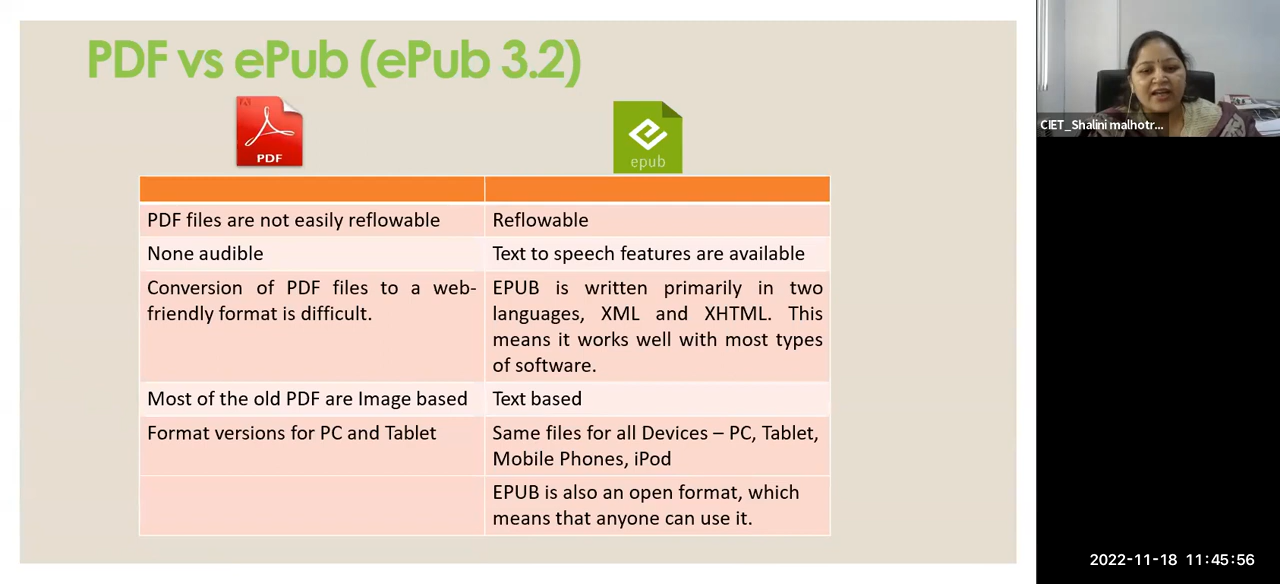 PDF vs ePub (ePub 3.2)
PDF
epub
PDF files are not easily reflowable
Reflowable
None audible
Text to speech features are available
Conversion of PDF files to a web-
friendly format is difficult.
EPUB is written primarily in two
languages, XML and XHTML. This
means it works well with most types
of software.
Most of the old PDF are Image based
Text based
Format versions for PC and Tablet
Same files for all Devices – PC, Tablet,
Mobile Phones, iPod
EPUB is also an open format, which
means that anyone can use it.
CIET_Shalini malhotr...
2022-11-18 11:45:56